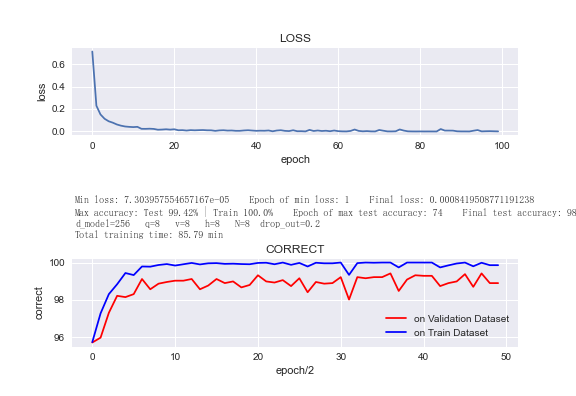 LOSS
0.6
0.4
0.2
0.0
loss
0 20 40 60 80 100
epoch
Min loss: 7.303957554657167e-05 Epoch of min loss: 1 Final loss: 0.0008419508771191238
Max accuracy: Test 99.42% | Train 100.0% Epoch of max test accuracy: 74 Final test accuracy: 98
d_model=256 q=8 v=8 h=8 N=8 drop_out=0.2
Total training time: 85.79 min
CORRECT
100
98
96
correct
on Validation Dataset
on Train Dataset
0 10 20 30 40 50
epoch/2